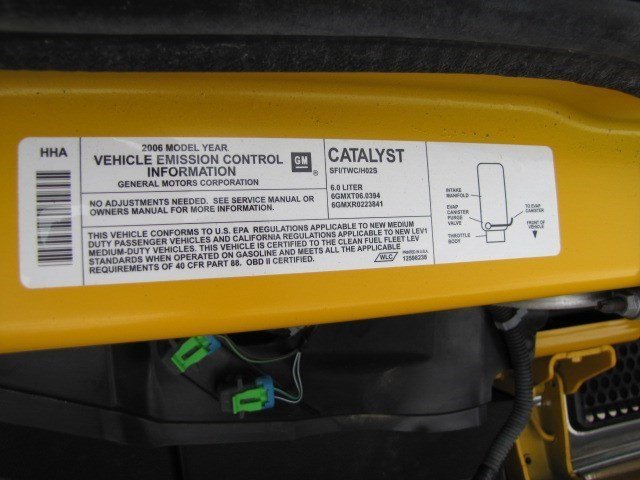 HHA
2006 MODEL YEAR
VEHICLE EMISSION CONTROL
INFORMATION
GENERAL MOTORS CORPORATION
GM
NO ADJUSTMENTS NEEDED. SEE SERVICE MANUAL OR
OWNERS MANUAL FOR MORE INFORMATION.
CATALYST
SFI/TWC/HO2S
6.0 LITER
6GMXT06.0394
6GMXR0223841
THIS VEHICLE CONFORMS TO U.S. EPA REGULATIONS APPLICABLE TO NEW MEDIUM
DUTY PASSENGER VEHICLES AND CALIFORNIA REGULATIONS APPLICABLE TO NEW LEV1
MEDIUM-DUTY VEHICLES. THIS VEHICLE IS CERTIFIED TO THE CLEAN FUEL FLEET LEV
STANDARDS WHEN OPERATED ON GASOLINE AND MEETS ALL THE APPLICABLE
REQUIREMENTS OF 40 CFR PART 88. OBD II CERTIFIED.
WLC
PRINTED IN U.S.A.
12598238
INTAKE
MANIFOLD
EVAP
CANISTER
PURGE
VALVE
THROTTLE
BODY
TO EVAP
CANISTER
FRONT OF
VEHICLE